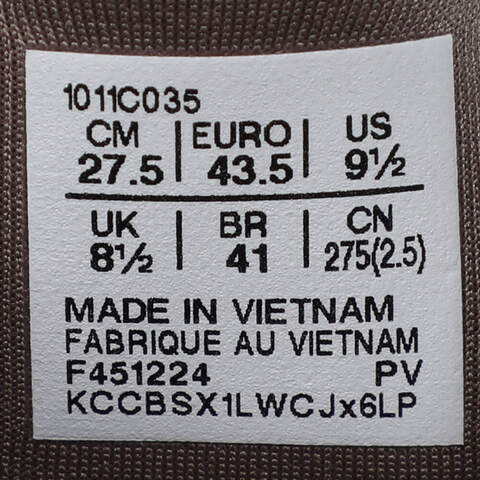 1011C035
CM | EURO | US
27.5 | 43.5 | 9½
UK | BR | CN
8½ | 41 | 275(2.5)
MADE IN VIETNAM
FABRIQUE AU VIETNAM
F451224 PV
KCCBSX1LWCJx6LP